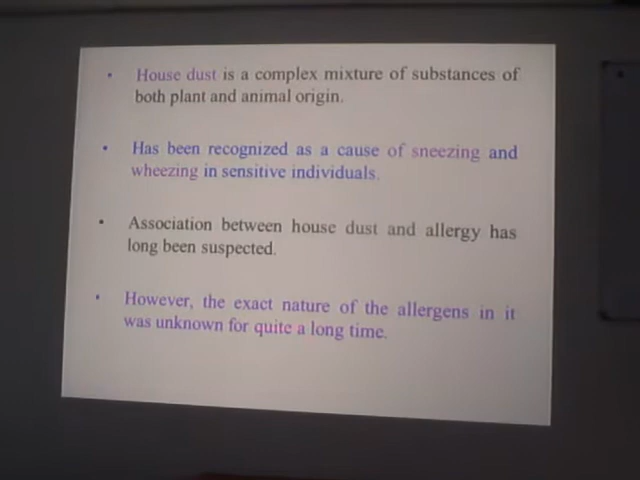 • House dust is a complex mixture of substances of
both plant and animal origin.
• Has been recognized as a cause of sneezing and
wheezing in sensitive individuals.
• Association between house dust and allergy has
long been suspected.
• However, the exact nature of the allergens in it
was unknown for quite a long time.